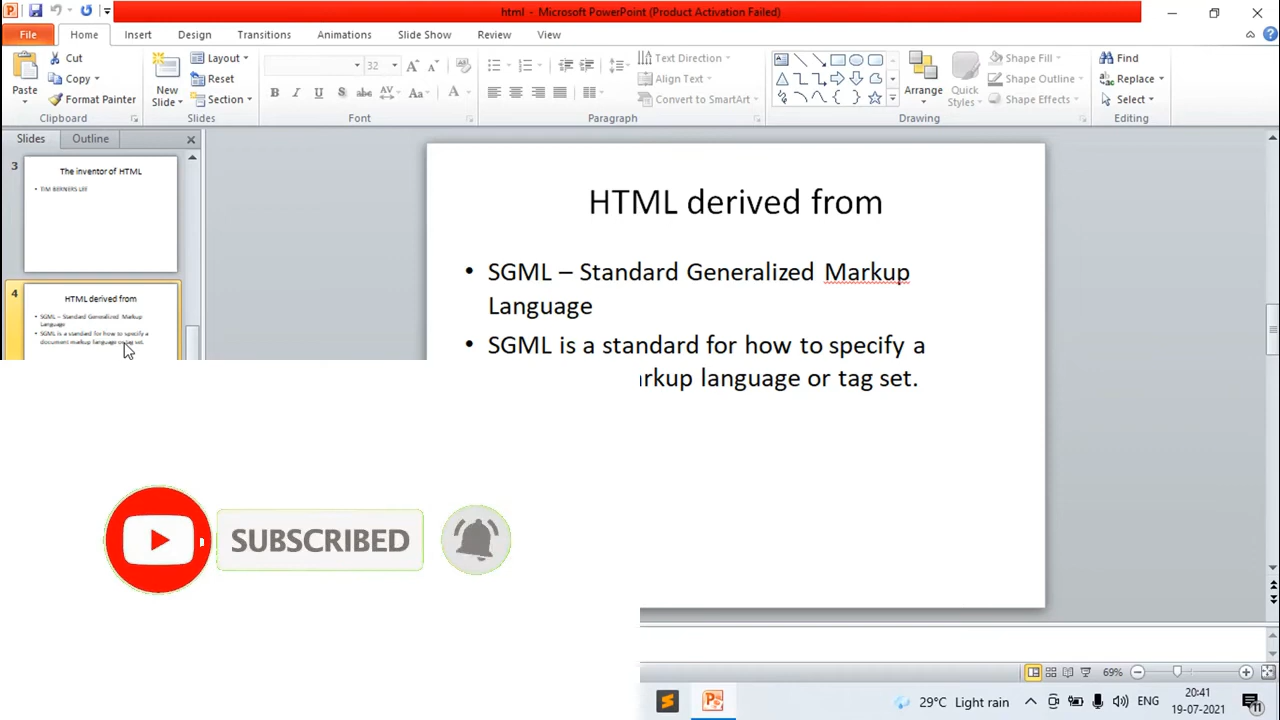 html - Microsoft PowerPoint (Product Activation Failed)
File Home Insert Design Transitions Animations Slide Show Review View
Paste
Cut
Copy
Format Painter
Clipboard
New Slide
Layout
Reset
Section
Slides
32
Font
Text Direction
Align Text
Convert to SmartArt
Paragraph
Arrange
Quick Styles
Shape Fill
Shape Outline
Shape Effects
Drawing
Find
Replace
Select
Editing
Slides Outline
3
The inventor of HTML
• TIM BERNERS LEE
4
HTML derived from
• SGML – Standard Generalized Markup
Language
• SGML is a standard for how to specify a
document markup language or tag set.
HTML derived from
• SGML – Standard Generalized Markup
Language
• SGML is a standard for how to specify a
rkup language or tag set.
SUBSCRIBED
69%
29°C Light rain
ENG
20:41
19-07-2021
11